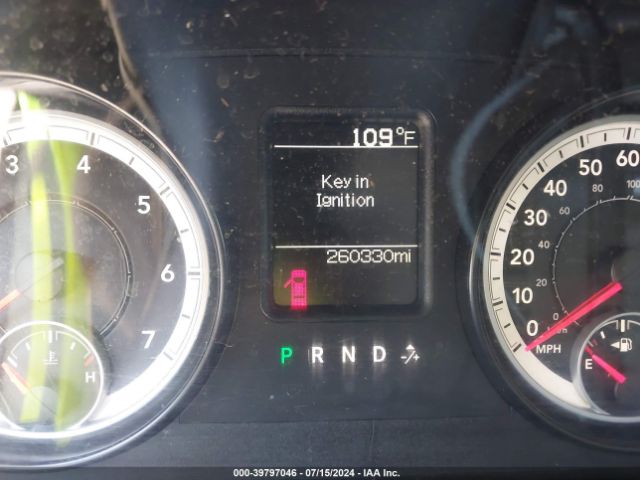 109°F
Key in
Ignition
260330mi
P R N D -/+
3 4 5 6 7
H
0 10 20 30 40 50 60
20 40 60 80 100
MPH
E
000-39797046 - 07/15/2024 - IAA Inc.